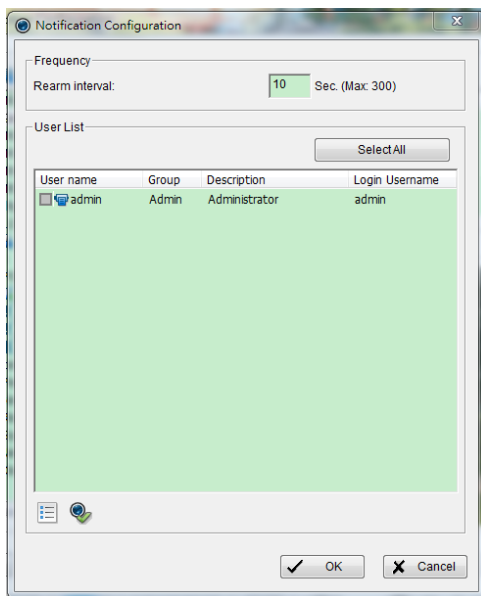 Notification Configuration
Frequency
Rearm interval: 10 Sec. (Max: 300)
User List
Select All
User name Group Description Login Username
admin Admin Administrator admin
OK Cancel